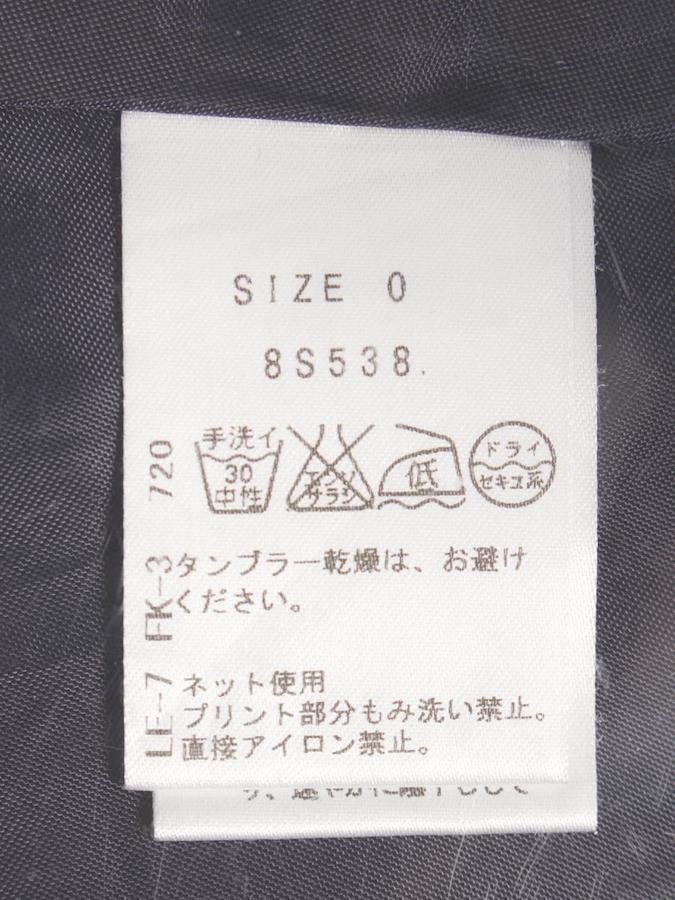 SIZE 0
8S538.
手洗イ
30
中性
エンソ
サラシ
低
ドライ
セキユ系
タンブラー乾燥は、お避け
ください。
ネット使用
プリント部分もみ洗い禁止。
直接アイロン禁止。
LE-7 FK-3 720